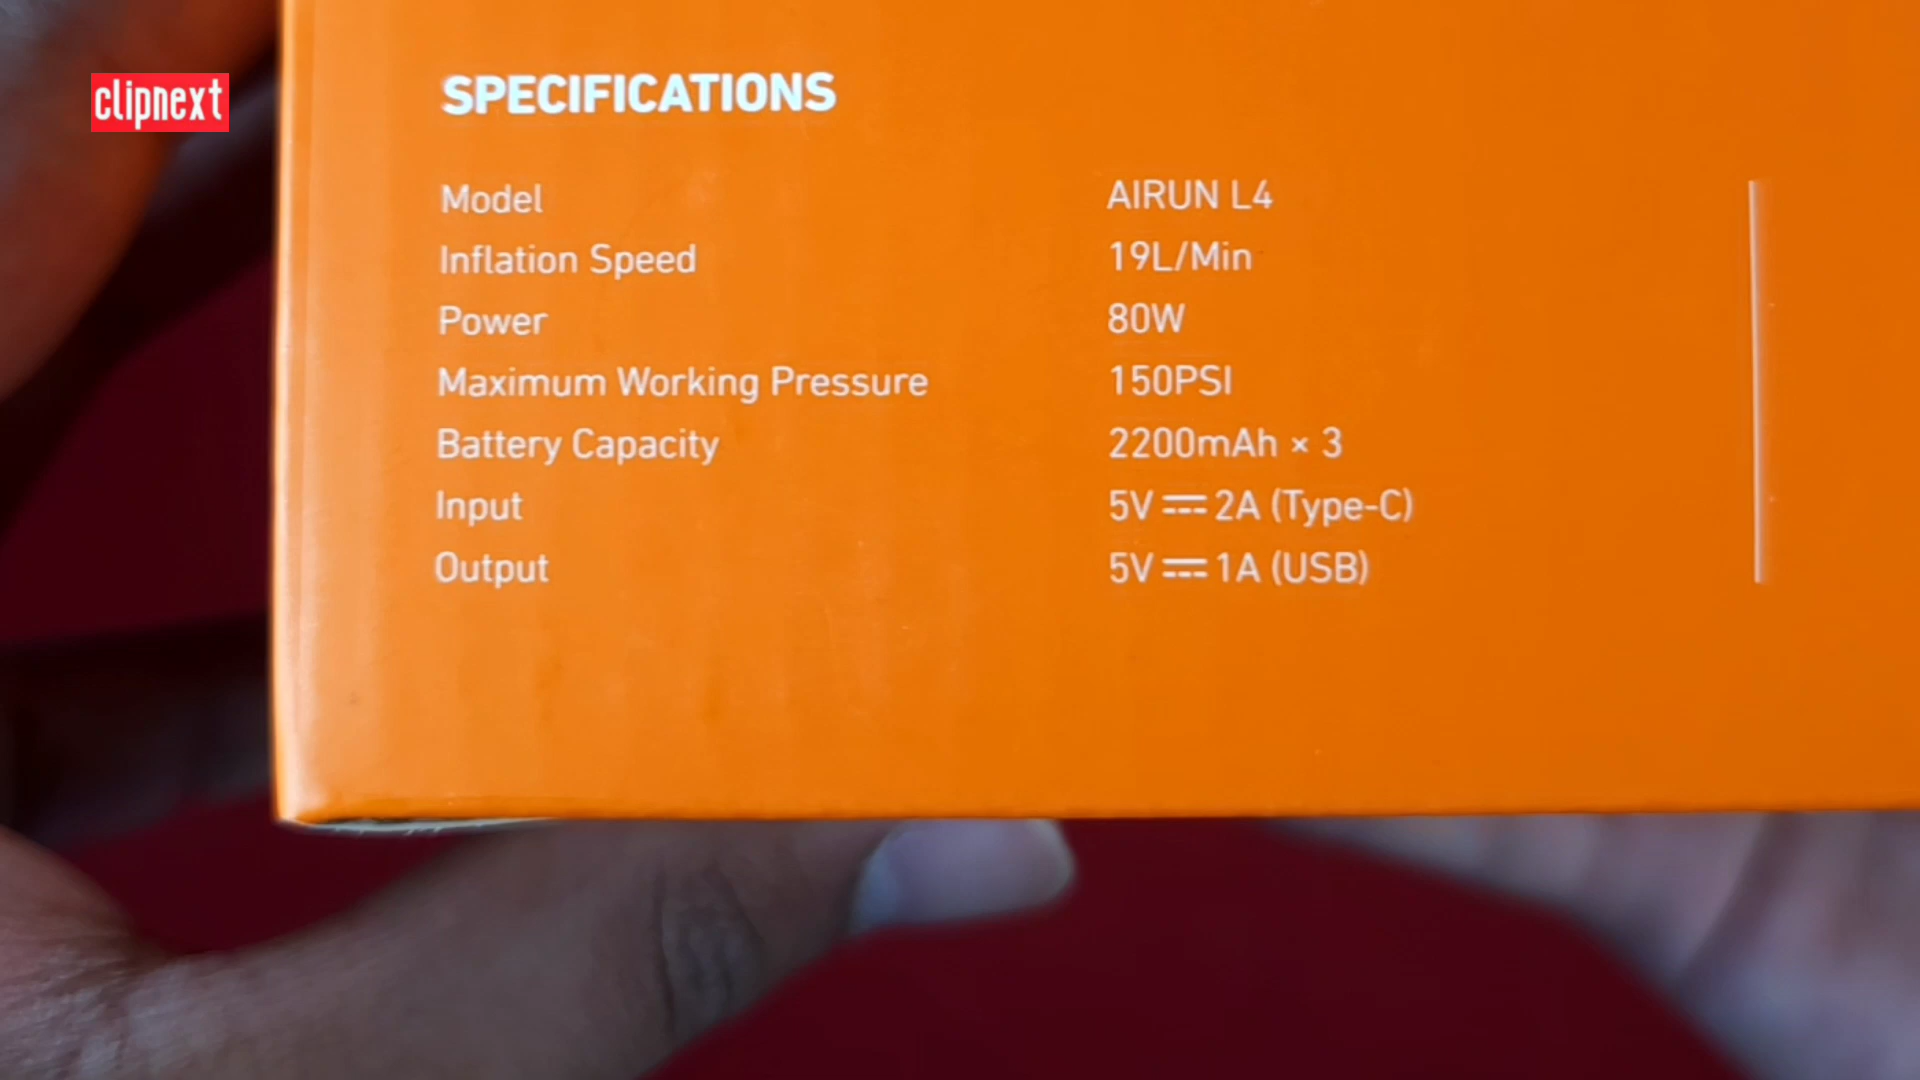 clipnext
SPECIFICATIONS
Model AIRUN L4
Inflation Speed 19L/Min
Power 80W
Maximum Working Pressure 150PSI
Battery Capacity 2200mAh × 3
Input 5V ⎓ 2A (Type-C)
Output 5V ⎓ 1A (USB)